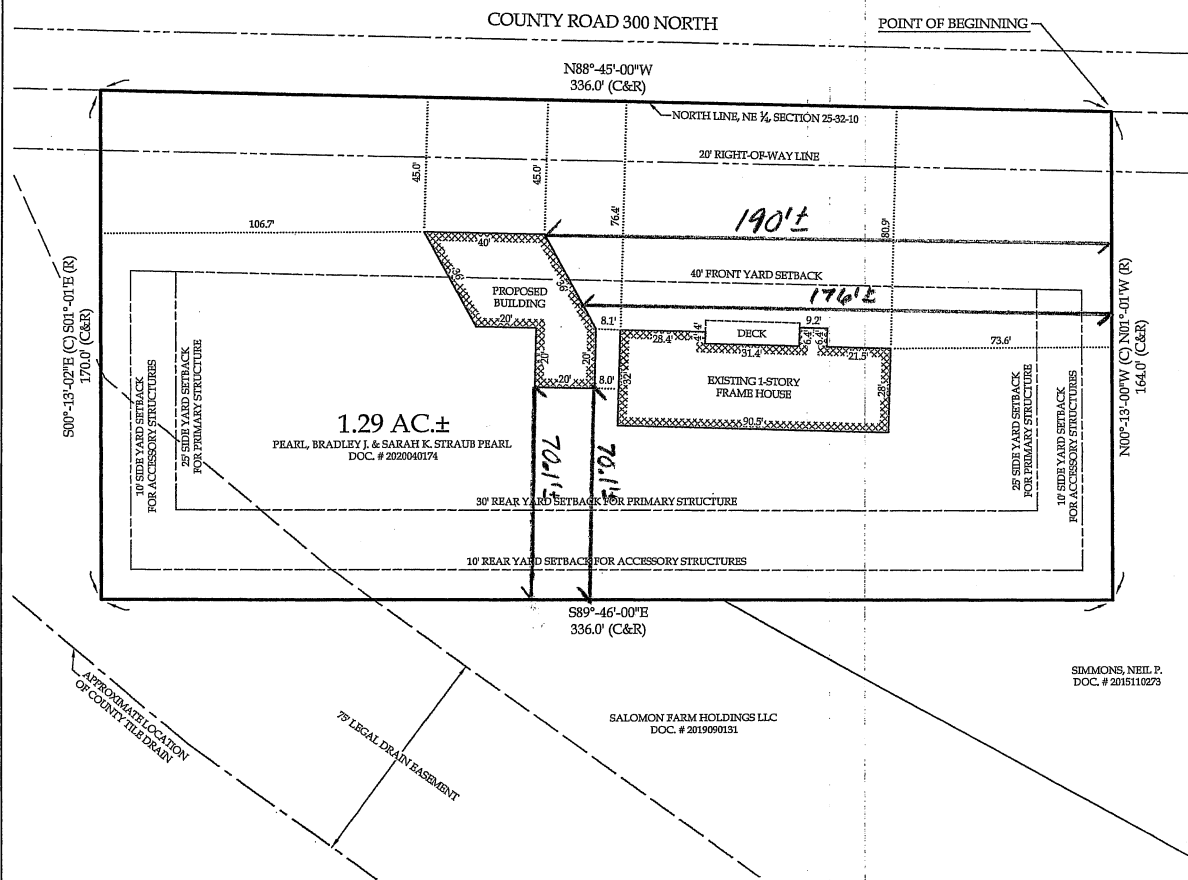 COUNTY ROAD 300 NORTH
POINT OF BEGINNING
N88°-45'-00"W
336.0' (C&R)
NORTH LINE, NE ¼, SECTION 25-32-10
20' RIGHT-OF-WAY LINE
45.0'
45.0'
76.4'
80.9'
190'±
106.7'
40'
36'
36'
40' FRONT YARD SETBACK
176'±
PROPOSED
BUILDING
20'
8.1'
4'
4'
DECK
9.2'
6.4'
6.4'
73.6'
28.4'
31.4'
21.5'
20'
20'
20'
8.0'
32'
28'
EXISTING 1-STORY
FRAME HOUSE
90.5'
S00°-13'-02"E (C) S01°-01'E (R)
170.0' (C&R)
N00°-13'-00"W (C) N01°-01'W (R)
164.0' (C&R)
10' SIDE YARD SETBACK
FOR ACCESSORY STRUCTURES
25' SIDE YARD SETBACK
FOR PRIMARY STRUCTURE
25' SIDE YARD SETBACK
FOR PRIMARY STRUCTURE
10' SIDE YARD SETBACK
FOR ACCESSORY STRUCTURES
1.29 AC.±
PEARL, BRADLEY J. & SARAH K. STRAUB PEARL
DOC. # 2020040174
70.1'±
70.1'±
30' REAR YARD SETBACK FOR PRIMARY STRUCTURE
10' REAR YARD SETBACK FOR ACCESSORY STRUCTURES
S89°-46'-00"E
336.0' (C&R)
APPROXIMATE LOCATION
OF COUNTY TILE DRAIN
75' LEGAL DRAIN EASEMENT
SALOMON FARM HOLDINGS LLC
DOC. # 2019090131
SIMMONS, NEIL P.
DOC. # 2015110273